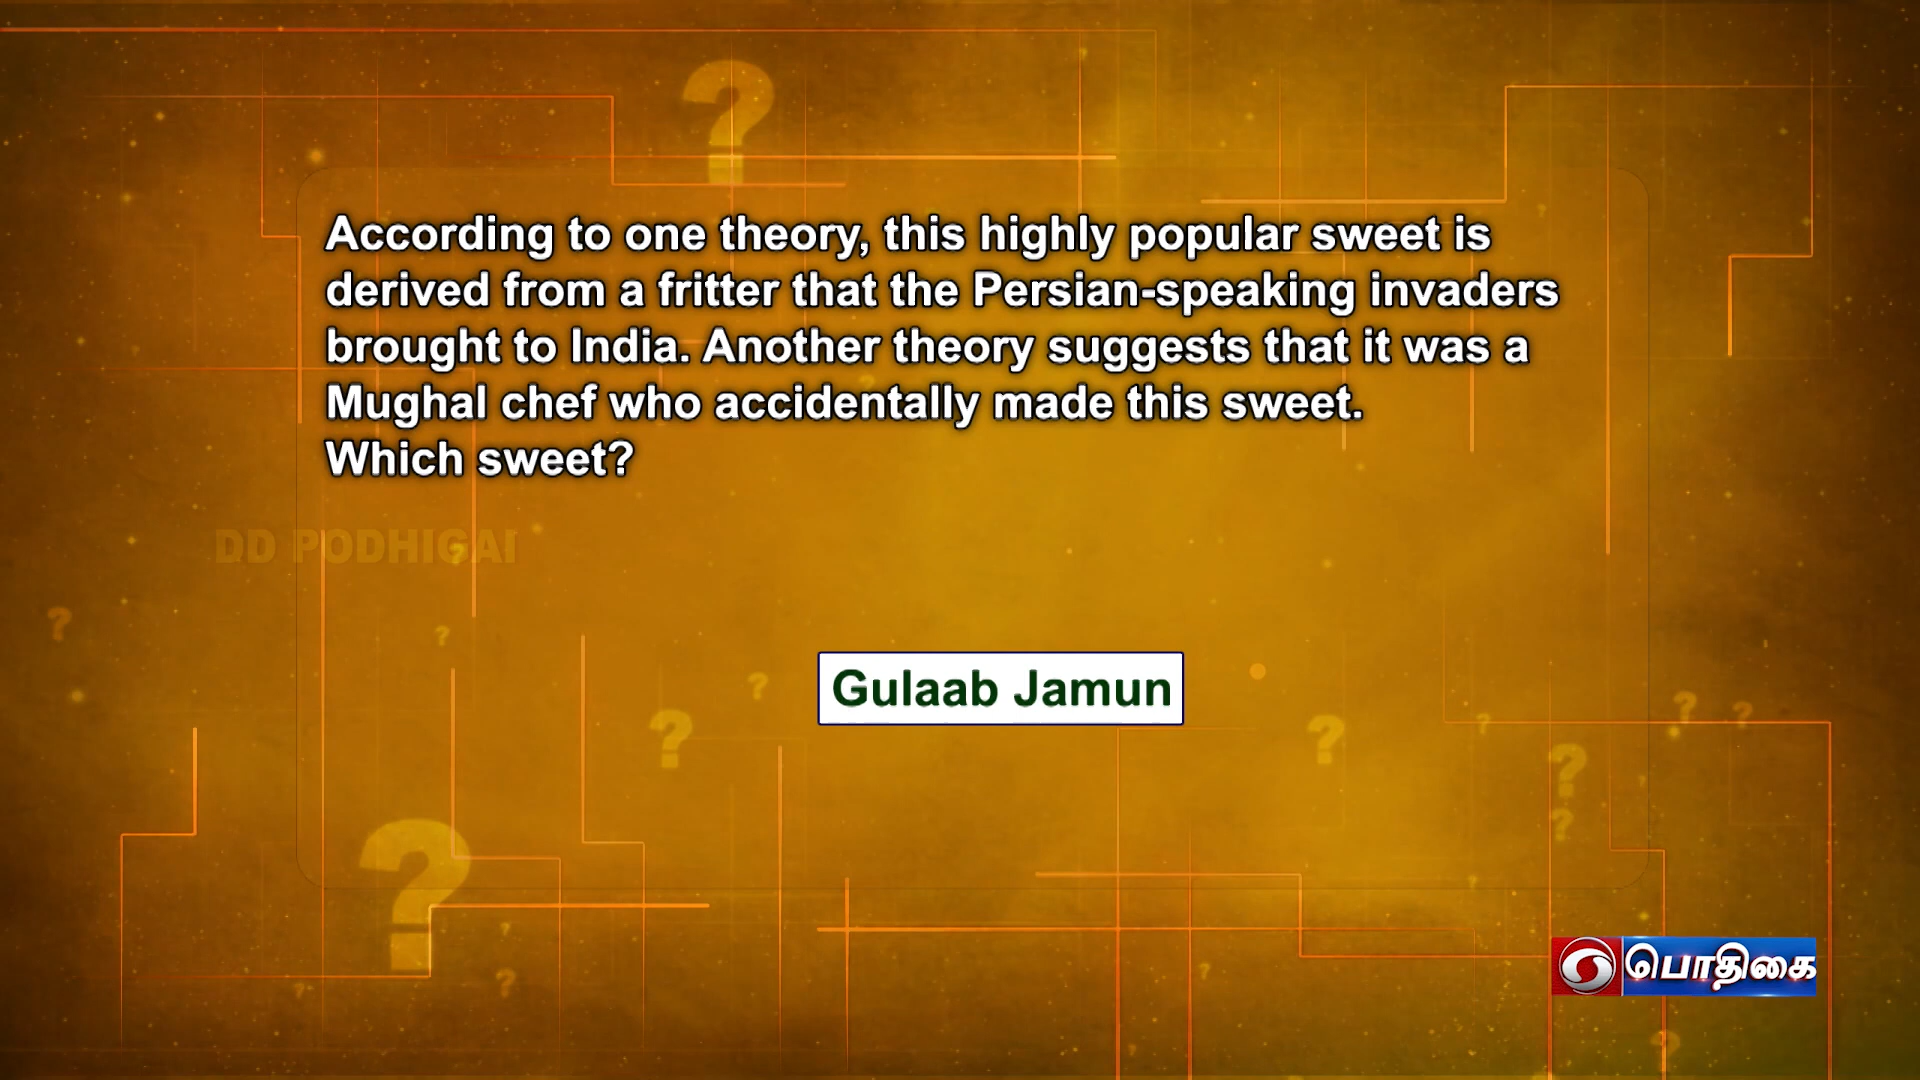 According to one theory, this highly popular sweet is
derived from a fritter that the Persian-speaking invaders
brought to India. Another theory suggests that it was a
Mughal chef who accidentally made this sweet.
Which sweet?
DD PODHIGAI
Gulaab Jamun
பொதிகை